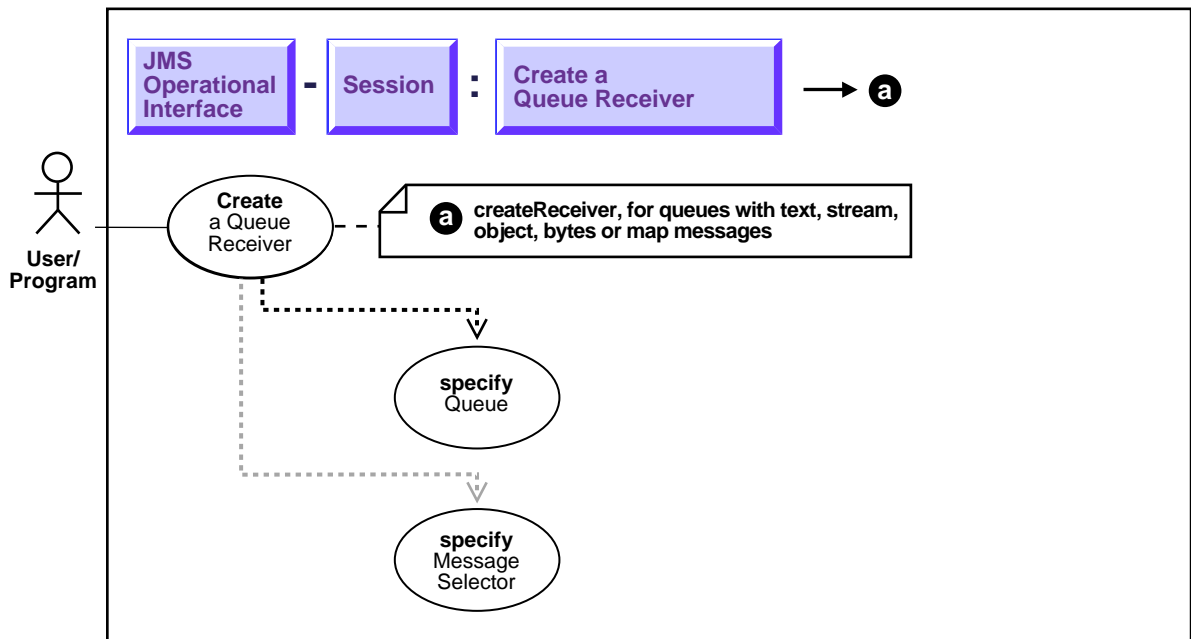 JMS
Operational
Interface
-
Session
:
Create a
Queue Receiver
a
User/
Program
Create
a Queue
Receiver
a
createReceiver, for queues with text, stream,
object, bytes or map messages
specify
Queue
specify
Message
Selector